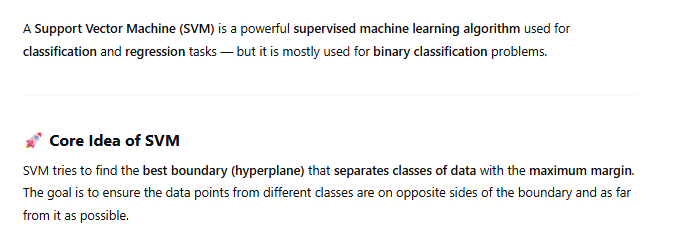 A Support Vector Machine (SVM) is a powerful supervised machine learning algorithm used for
classification and regression tasks — but it is mostly used for binary classification problems.
🚀 Core Idea of SVM
SVM tries to find the best boundary (hyperplane) that separates classes of data with the maximum margin.
The goal is to ensure the data points from different classes are on opposite sides of the boundary and as far
from it as possible.